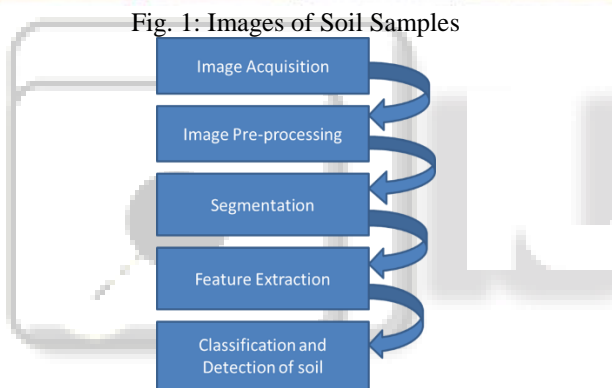 Fig. 1: Images of Soil Samples
Image Acquisition
Image Pre-processing
Segmentation
Feature Extraction
Classification and
Detection of soil